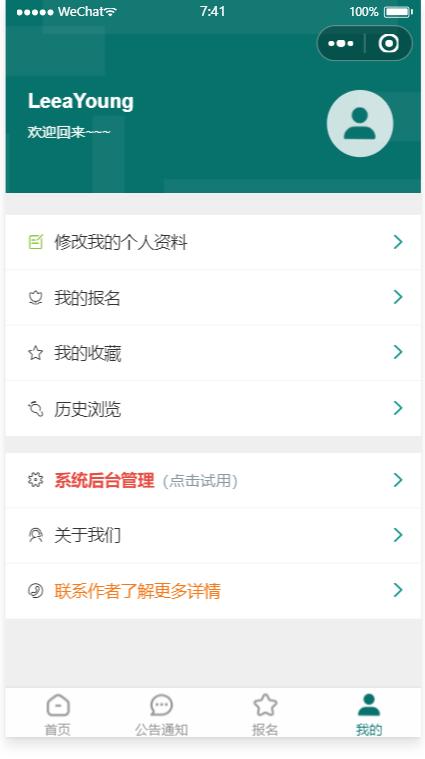 WeChat 7:41 100%
LeeaYoung
欢迎回来~~~
修改我的个人资料
我的报名
我的收藏
历史浏览
系统后台管理 (点击试用)
关于我们
联系作者了解更多详情
首页 公告通知 报名 我的